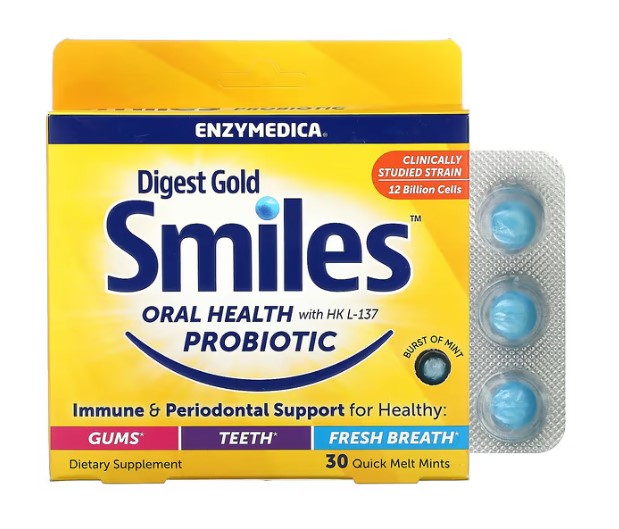 PROBIOTIC
ENZYMEDICA®
CLINICALLY
STUDIED STRAIN
12 Billion Cells
Digest Gold
Smiles™
ORAL HEALTH with HK L-137
PROBIOTIC
BURST OF MINT
Immune & Periodontal Support for Healthy:
GUMS*
TEETH*
FRESH BREATH*
Dietary Supplement
30 Quick Melt Mints